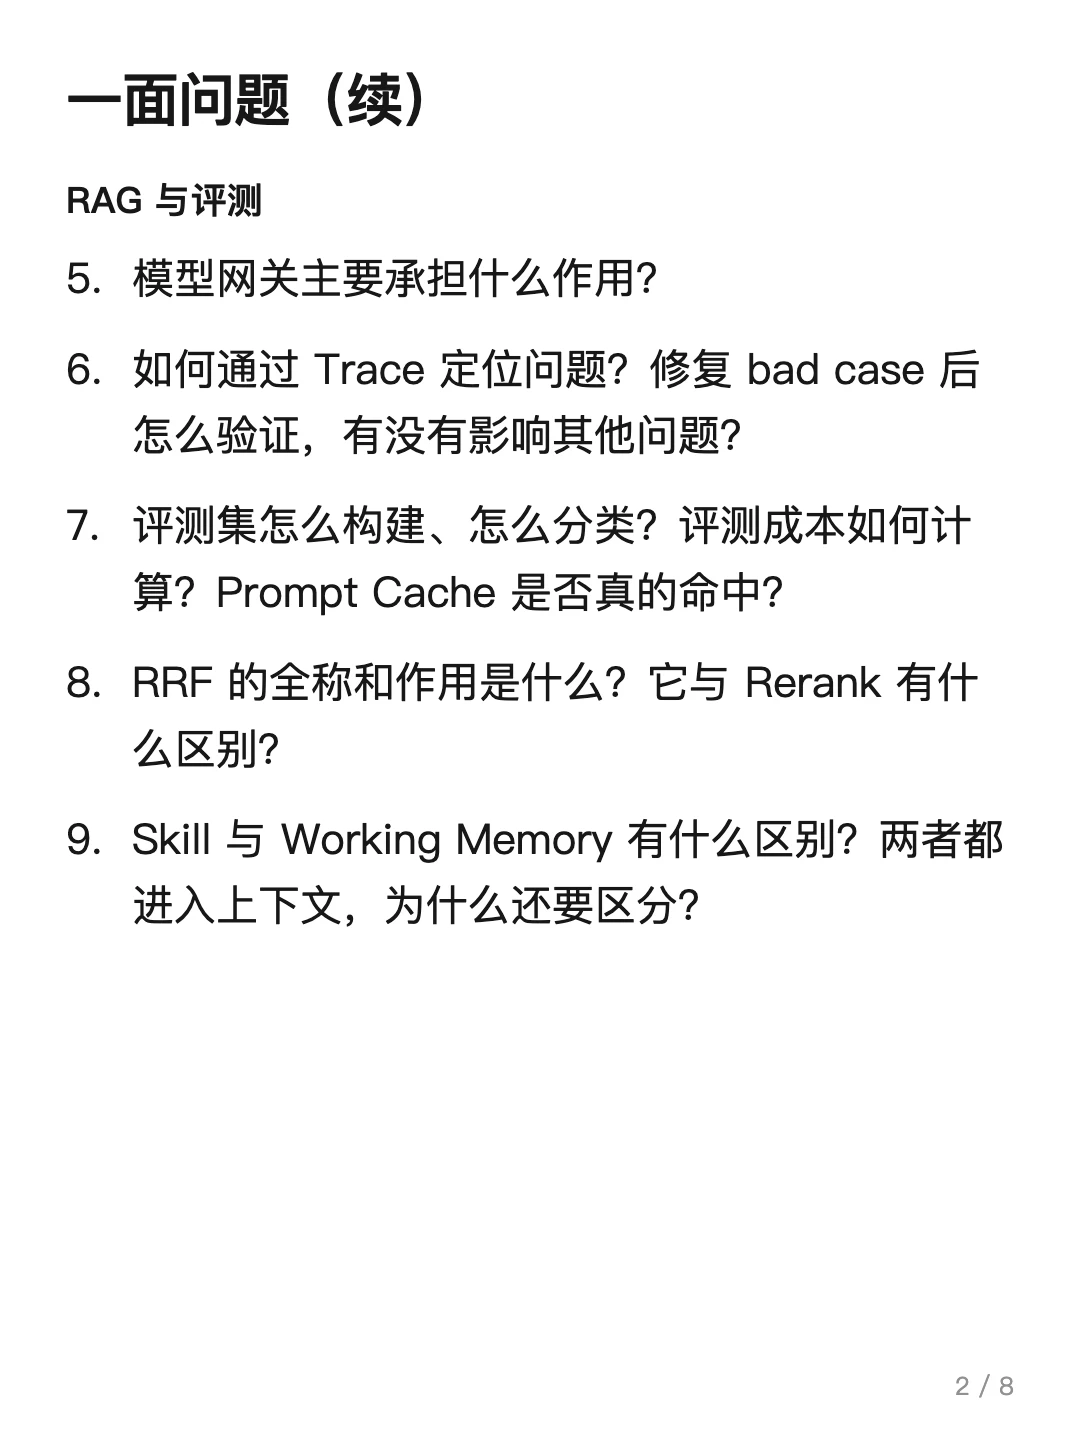 一面问题（续）
RAG 与评测
5. 模型网关主要承担什么作用？
6. 如何通过 Trace 定位问题？修复 bad case 后
怎么验证，有没有影响其他问题？
7. 评测集怎么构建、怎么分类？评测成本如何计
算？Prompt Cache 是否真的命中？
8. RRF 的全称和作用是什么？它与 Rerank 有什
么区别？
9. Skill 与 Working Memory 有什么区别？两者都
进入上下文，为什么还要区分？
2 / 8